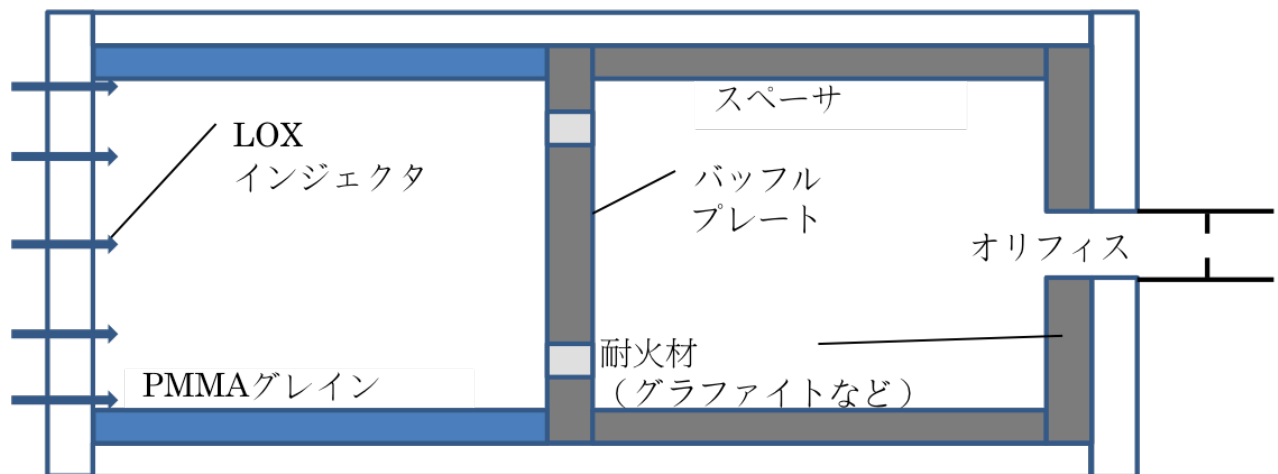 LOX
インジェクタ
PMMAグレイン
スペーサ
バッフル
プレート
オリフィス
耐火材
（グラファイトなど）